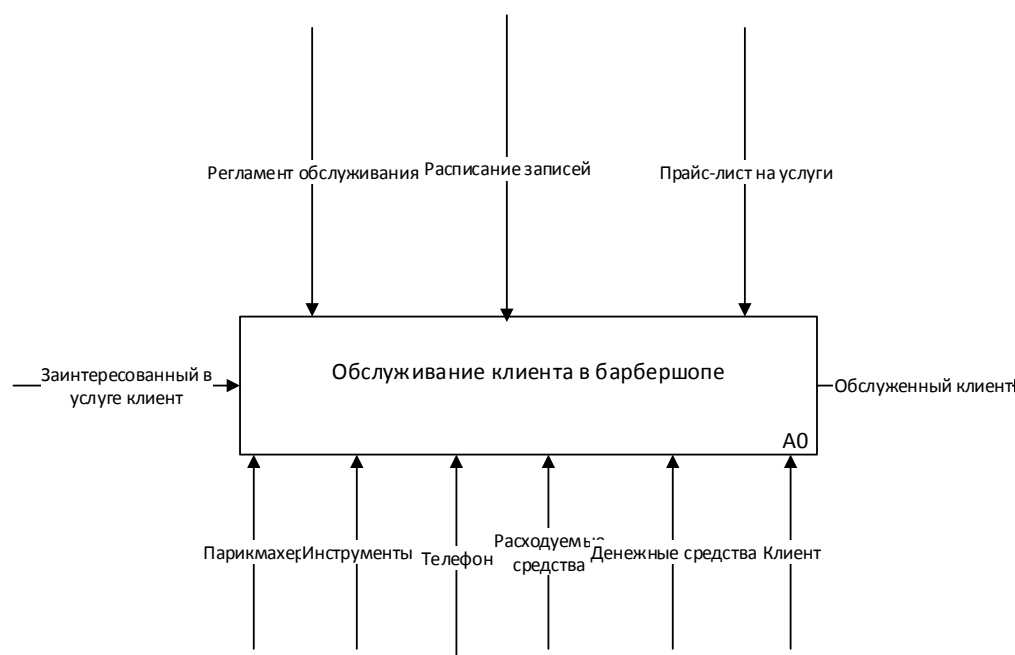 Регламент обслуживания
Расписание записей
Прайс-лист на услуги
Заинтересованный в
услуге клиент
Обслуживание клиента в барбершопе
A0
Обслуженный клиент
Парикмахер
Инструменты
Телефон
Расходуемые
средства
Денежные средства
Клиент